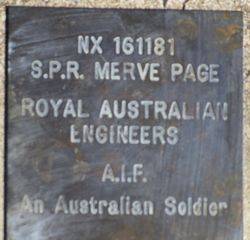 NX 161181
S.P.R. MERVE PAGE
ROYAL AUSTRALIAN
ENGINEERS
A.I.F.
An Australian Soldier